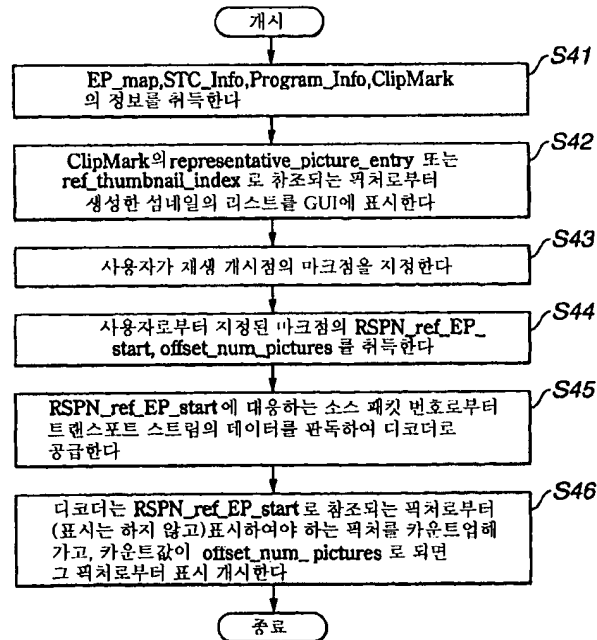 개시
S41
EP_map,STC_Info,Program_Info,ClipMark
의 정보를 취득한다
S42
ClipMark의 representative_picture_entry 또는
ref_thumbnail_index 로 참조되는 픽처로부터
생성한 섬네일의 리스트를 GUI에 표시한다
S43
사용자가 재생 개시점의 마크점을 지정한다
S44
사용자로부터 지정된 마크점의 RSPN_ref_EP_
start, offset_num_pictures 를 취득한다
S45
RSPN_ref_EP_start 에 대응하는 소스 패킷 번호로부터
트랜스포트 스트림의 데이터를 판독하여 디코더로
공급한다
S46
디코더는 RSPN_ref_EP_start 로 참조되는 픽처로부터
(표시는 하지 않고)표시하여야 하는 픽처를 카운트업해
가고, 카운트값이 offset_num_ pictures 로 되면
그 픽처로부터 표시 개시한다
종료